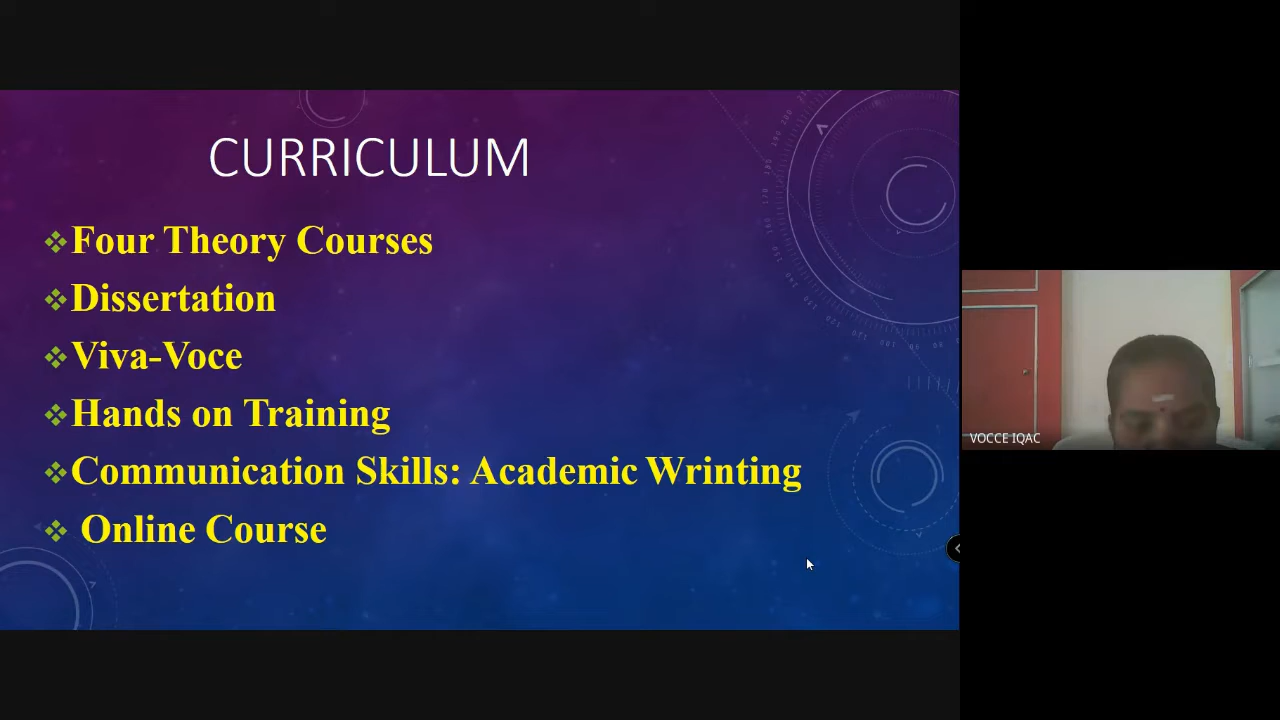 CURRICULUM
❖Four Theory Courses
❖Dissertation
❖Viva-Voce
❖Hands on Training
❖Communication Skills: Academic Wrinting
❖ Online Course
VOCCE IQAC